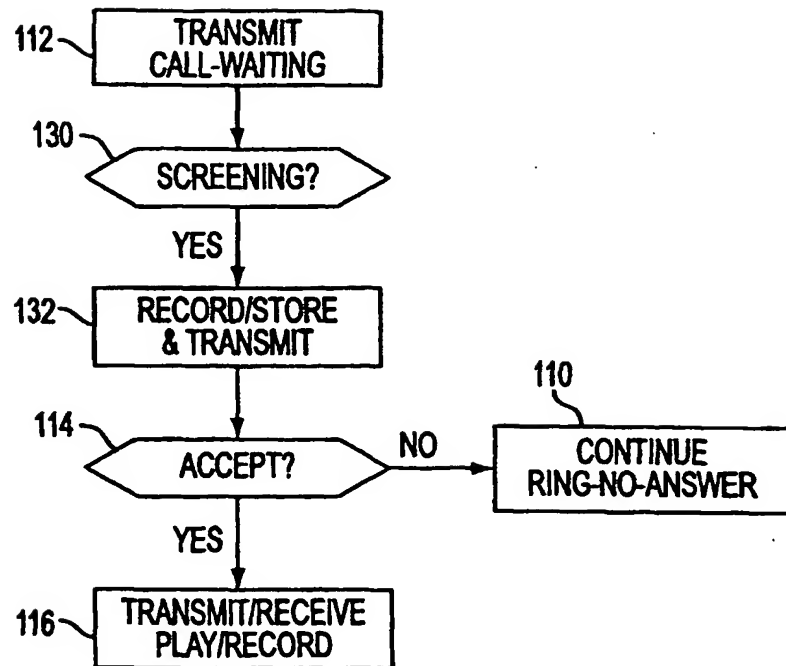 112
TRANSMIT
CALL-WAITING
130
SCREENING?
YES
132
RECORD/STORE
& TRANSMIT
114
ACCEPT?
NO
110
CONTINUE
RING-NO-ANSWER
YES
116
TRANSMIT/RECEIVE
PLAY/RECORD